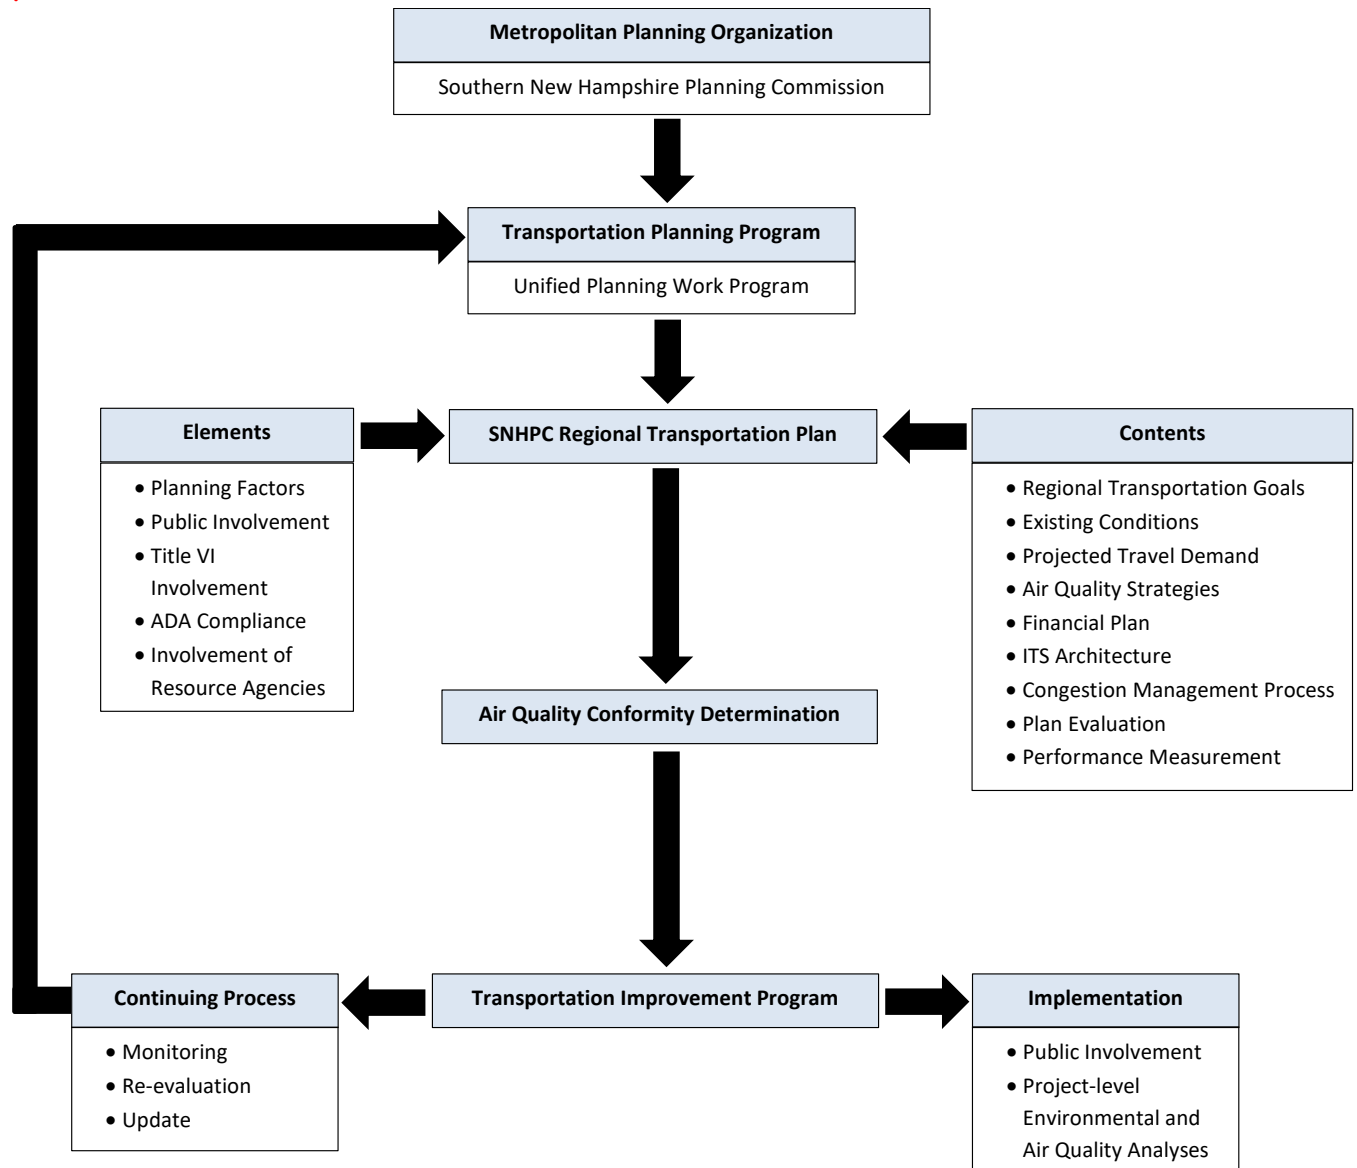 Metropolitan Planning Organization
Southern New Hampshire Planning Commission
Transportation Planning Program
Unified Planning Work Program
Elements
• Planning Factors
• Public Involvement
• Title VI
Involvement
• ADA Compliance
• Involvement of
Resource Agencies
SNHPC Regional Transportation Plan
Contents
• Regional Transportation Goals
• Existing Conditions
• Projected Travel Demand
• Air Quality Strategies
• Financial Plan
• ITS Architecture
• Congestion Management Process
• Plan Evaluation
• Performance Measurement
Air Quality Conformity Determination
Continuing Process
• Monitoring
• Re-evaluation
• Update
Transportation Improvement Program
Implementation
• Public Involvement
• Project-level
Environmental and
Air Quality Analyses